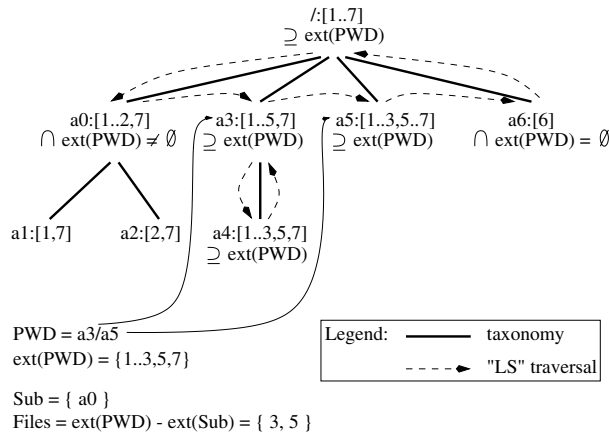 /:[1..7]
⊇ ext(PWD)
a0:[1..2,7] a3:[1..5,7] a5:[1..3,5..7] a6:[6]
∩ ext(PWD) ≠ ∅ ⊇ ext(PWD) ⊇ ext(PWD) ∩ ext(PWD) = ∅
a1:[1,7] a2:[2,7] a4:[1..3,5,7]
⊇ ext(PWD)
PWD = a3/a5
ext(PWD) = {1..3,5,7}
Legend: taxonomy
"LS" traversal
Sub = { a0 }
Files = ext(PWD) - ext(Sub) = { 3, 5 }